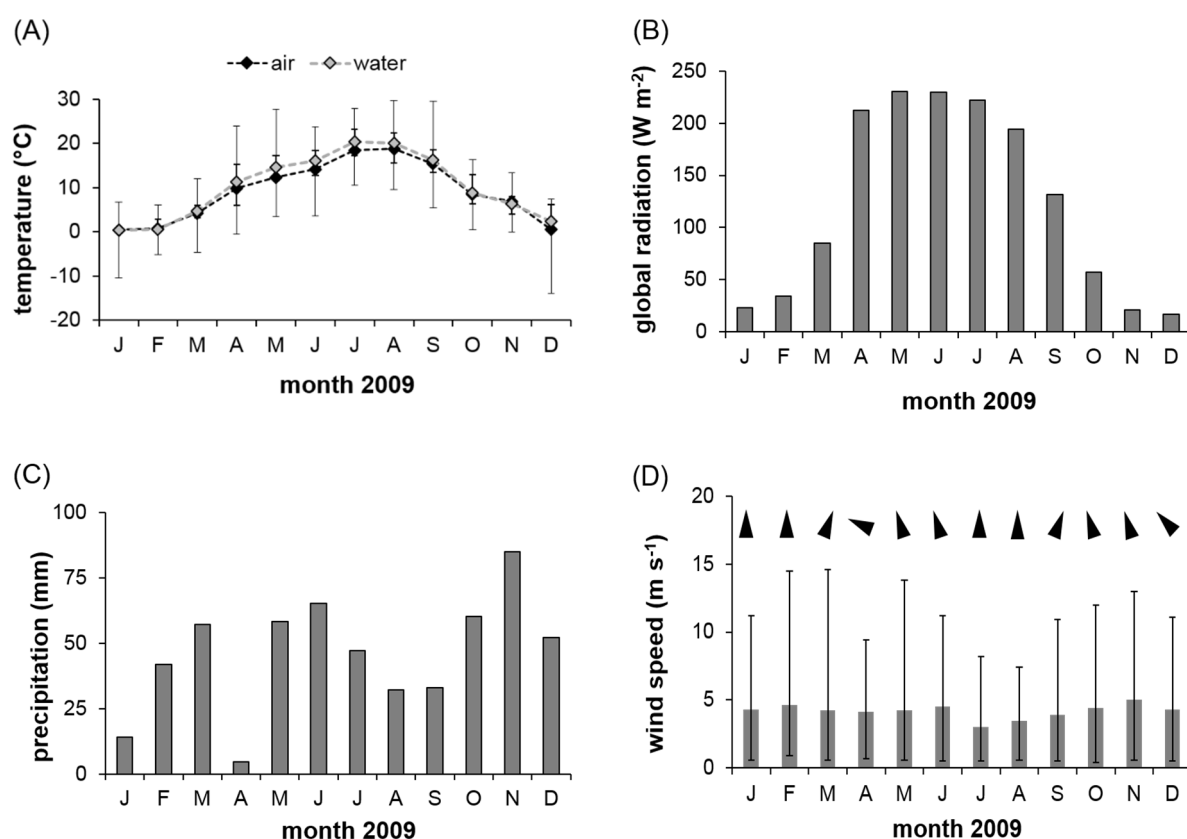 (A)
air water
temperature (°C)
30
20
10
0
-10
-20
J F M A M J J A S O N D
month 2009
(B)
global radiation (W m-2)
250
200
150
100
50
0
J F M A M J J A S O N D
month 2009
(C)
precipitation (mm)
100
75
50
25
0
J F M A M J J A S O N D
month 2009
(D)
wind speed (m s-1)
20
15
10
5
0
J F M A M J J A S O N D
month 2009